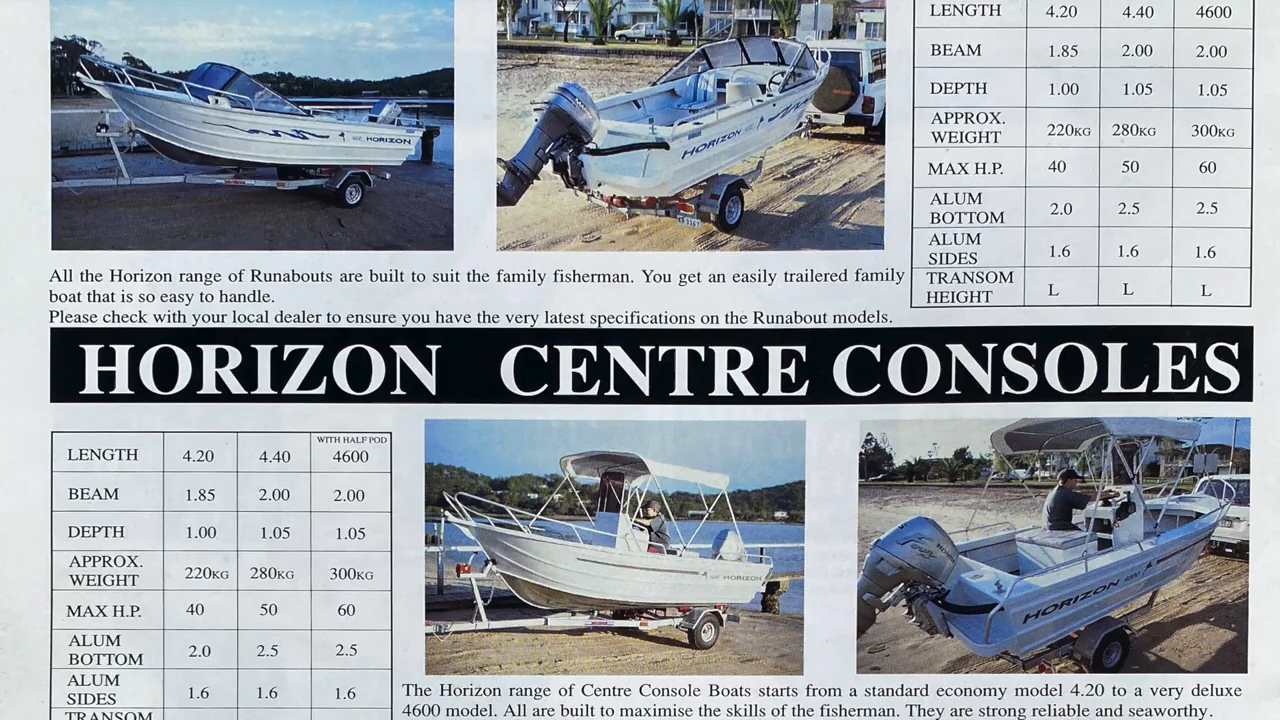 LENGTH 4.20 4.40 4600
BEAM 1.85 2.00 2.00
DEPTH 1.00 1.05 1.05
APPROX. WEIGHT 220KG 280KG 300KG
MAX H.P. 40 50 60
ALUM BOTTOM 2.0 2.5 2.5
ALUM SIDES 1.6 1.6 1.6
TRANSOM HEIGHT L L L
HORIZON
HORIZON
All the Horizon range of Runabouts are built to suit the family fisherman. You get an easily trailered family
boat that is so easy to handle.
Please check with your local dealer to ensure you have the very latest specifications on the Runabout models.
HORIZON CENTRE CONSOLES
WITH HALF POD
LENGTH 4.20 4.40 4600
BEAM 1.85 2.00 2.00
DEPTH 1.00 1.05 1.05
APPROX. WEIGHT 220KG 280KG 300KG
MAX H.P. 40 50 60
ALUM BOTTOM 2.0 2.5 2.5
ALUM SIDES 1.6 1.6 1.6
TRANSOM
HORIZON
HORIZON
The Horizon range of Centre Console Boats starts from a standard economy model 4.20 to a very deluxe
4600 model. All are built to maximise the skills of the fisherman. They are strong reliable and seaworthy.